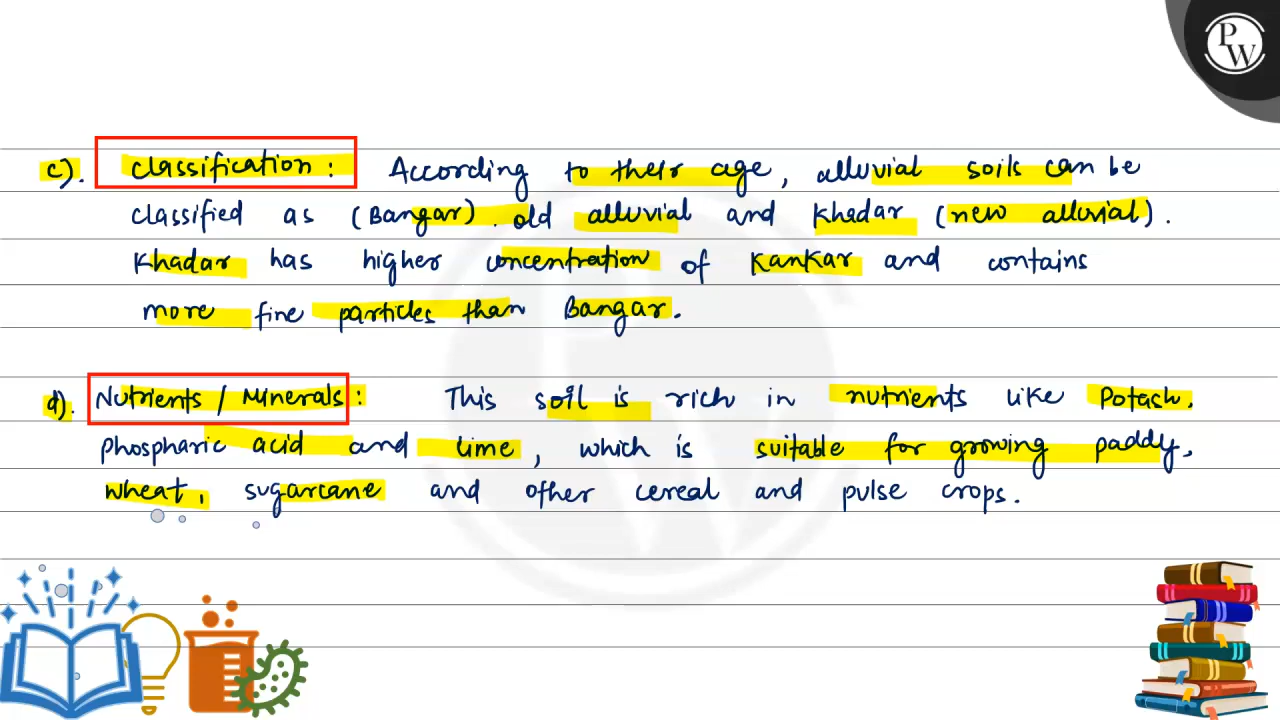 PW
c). Classification: According to their age, alluvial soils can be
classified as (Bangar). old alluvial and Khadar (new alluvial).
Khadar has higher concentration of Kankar and contains
more fine particles than Bangar.
d). Nutrients / Minerals: This soil is rich in nutrients like Potash,
phospharic acid and lime, which is suitable for growing paddy,
wheat, sugarcane and other cereal and pulse crops.